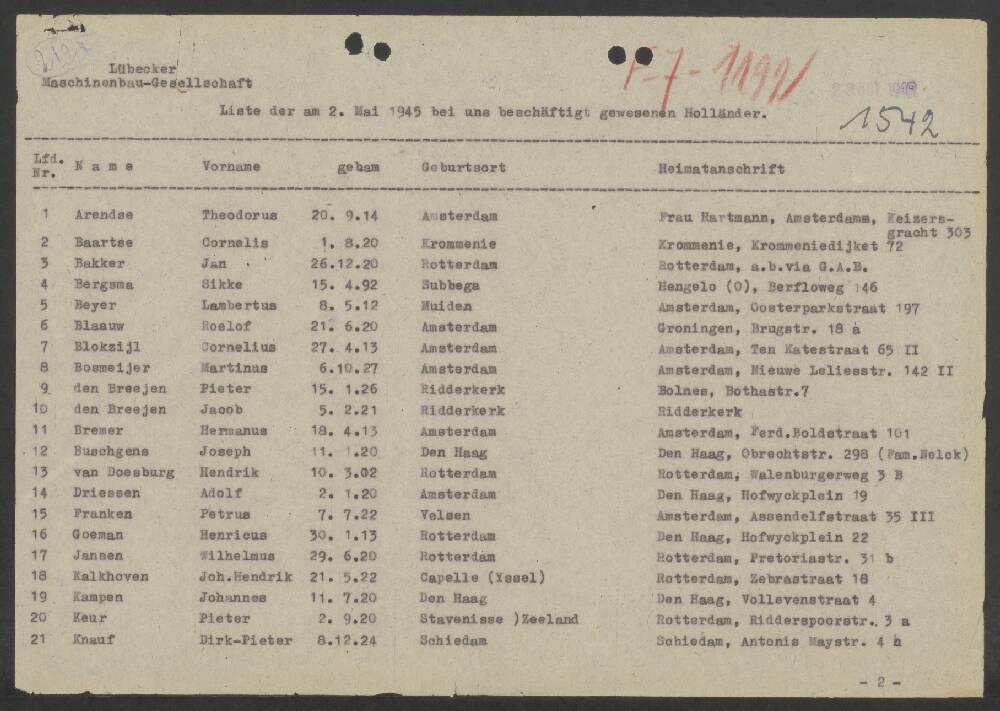 Lübecker
Maschinenbau-Gesellschaft
F-7-1192/
1542
Liste der am 2. Mai 1945 bei uns beschäftigt gewesenen Holländer.
Lfd. Nr. Name Vorname geb.am Geburtsort Heimatanschrift
1 Arendse Theodorus 20. 9.14 Amsterdam Frau Hartmann, Amsterdamm, Keizers-
gracht 303
2 Baartse Cornelis 1. 8.20 Krommenie Krommenie, Krommeniedijket 72
3 Bakker Jan 26.12.20 Rotterdam Rotterdam, a.b.via G.A.B.
4 Bergsma Sikke 15. 4.92 Subbega Hengelo (O), Berfloweg 146
5 Beyer Lambertus 8. 5.12 Muiden Amsterdam, Oosterparkstraat 197
6 Blaauw Roelof 21. 6.20 Amsterdam Groningen, Brugstr. 18 a
7 Blokzijl Cornelius 27. 4.13 Amsterdam Amsterdam, Ten Katestraat 65 II
8 Bosmeijer Martinus 6.10.27 Amsterdam Amsterdam, Nieuwe Leliesstr. 142 II
9 den Breejen Pieter 15. 1.26 Ridderkerk Bolnes, Bothastr.7
10 den Breejen Jacob 5. 2.21 Ridderkerk Ridderkerk
11 Bremer Hermanus 18. 4.13 Amsterdam Amsterdam, Ferd.Boldstraat 101
12 Buschgens Joseph 11. 1.20 Den Haag Den Haag, Obrechtstr. 298 (Fam.Nelck)
13 van Doesburg Hendrik 10. 3.02 Rotterdam Rotterdam, Walenburgerweg 3 B
14 Driessen Adolf 2. 1.20 Amsterdam Den Haag, Hofwyckplein 19
15 Franken Petrus 7. 7.22 Velsen Amsterdam, Assendelfstraat 35 III
16 Goeman Henricus 30. 1.13 Rotterdam Den Haag, Hofwyckplein 22
17 Jansen Wilhelmus 29. 6.20 Rotterdam Rotterdam, Pretoriastr. 31 b
18 Kalkhoven Joh.Hendrik 21. 5.22 Capelle (Yssel) Rotterdam, Zebrastraat 18
19 Kampen Johannes 11. 7.20 Den Haag Den Haag, Vollevenstraat 4
20 Keur Pieter 2. 9.20 Stavenisse )Zeeland Rotterdam, Ridderspoorstr. 3 a
21 Knauf Dirk-Pieter 8.12.24 Schiedam Schiedam, Antonis Maystr. 4 h
- 2 -